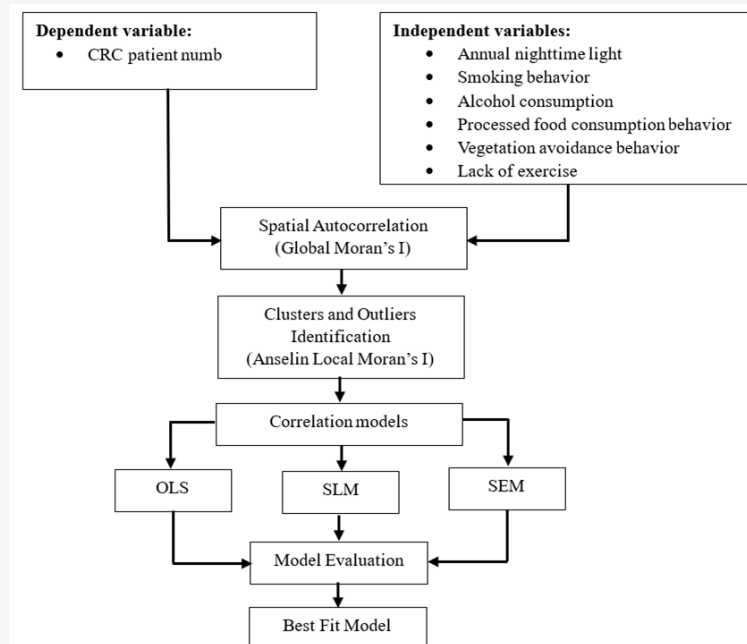 Dependent variable:
• CRC patient numb
Independent variables:
• Annual nighttime light
• Smoking behavior
• Alcohol consumption
• Processed food consumption behavior
• Vegetation avoidance behavior
• Lack of exercise
Spatial Autocorrelation
(Global Moran's I)
Clusters and Outliers
Identification
(Anselin Local Moran's I)
Correlation models
OLS
SLM
SEM
Model Evaluation
Best Fit Model